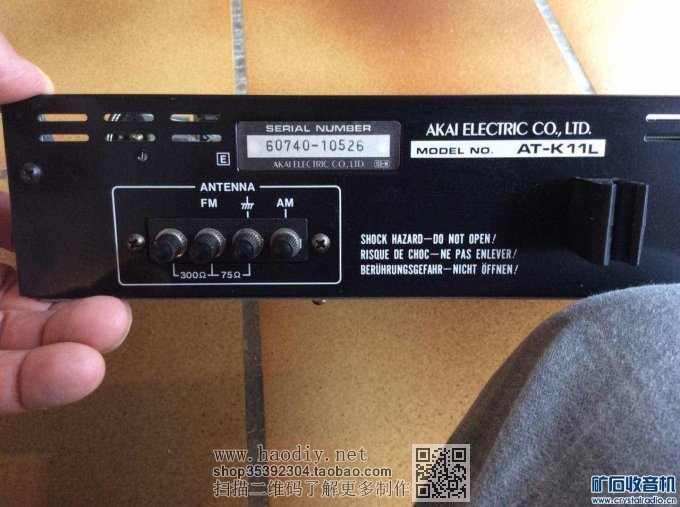 SERIAL NUMBER
60740-10526
AKAI ELECTRIC CO., LTD.
AKAI ELECTRIC CO., LTD.
MODEL NO. AT-K11L
E
ANTENNA
FM AM
300Ω 75Ω
SHOCK HAZARD—DO NOT OPEN!
RISQUE DE CHOC—NE PAS ENLEVER!
BERÜHRUNGSGEFAHR—NICHT ÖFFNEN!
www.haodiy.net
shop35392304.taobao.com
扫描二维码了解更多制作
矿石收音机
www.crystalradio.cn